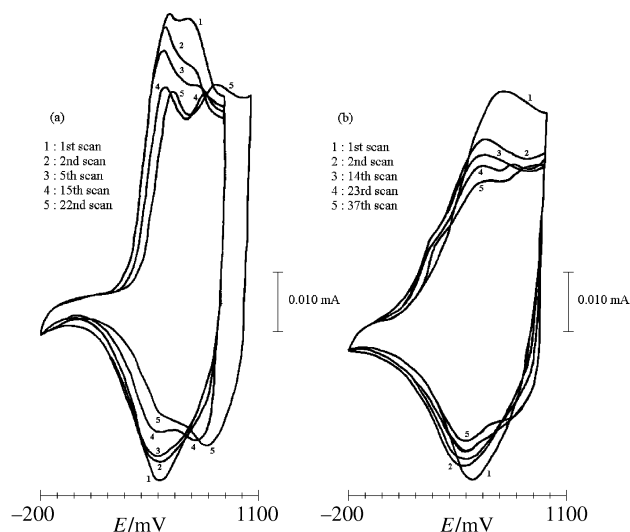 (a)
1 : 1st scan
2 : 2nd scan
3 : 5th scan
4 : 15th scan
5 : 22nd scan
1
2
3
4
5
4
5
0.010 mA
5
4
4
5
3
2
1
–200
1100
E/mV
(b)
1 : 1st scan
2 : 2nd scan
3 : 14th scan
4 : 23rd scan
5 : 37th scan
1
3
2
4
5
0.010 mA
5
2
1
–200
1100
E/mV